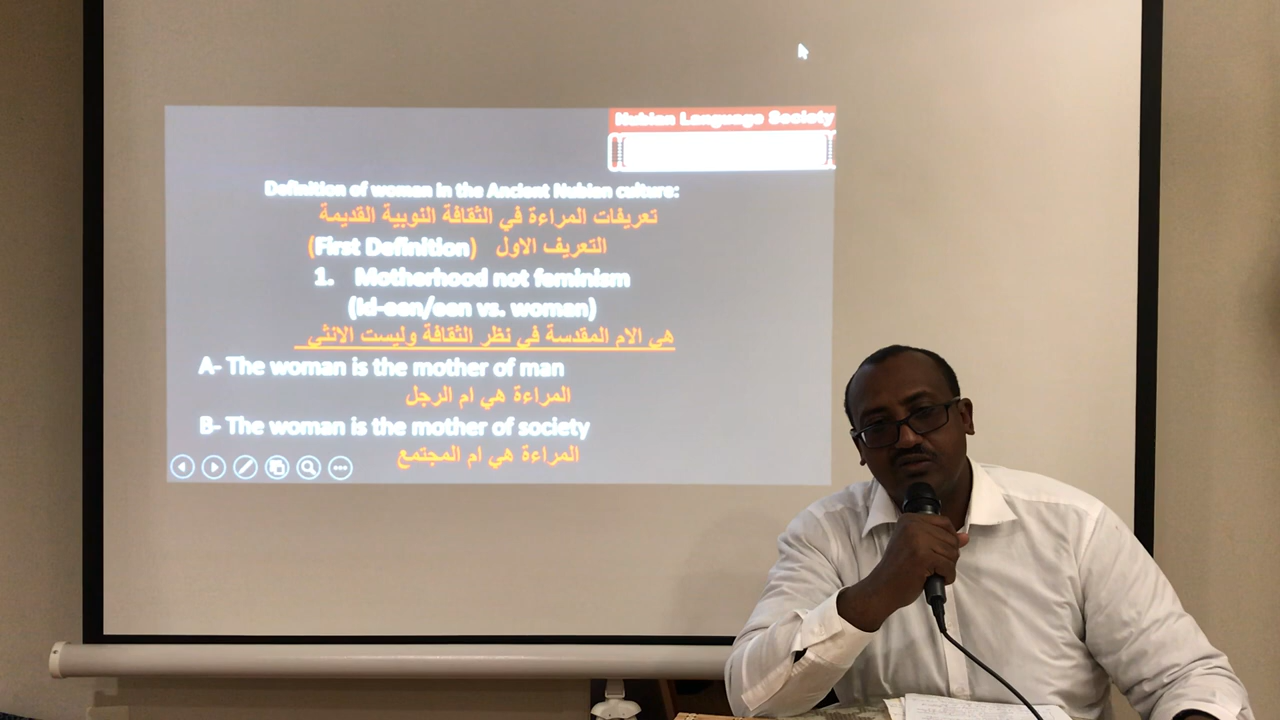 Nubian Language Society
Definition of woman in the Ancient Nubian culture:
تعريفات المراءة في الثقافة النوبية القديمة
(First Definition) التعريف الاول
1. Motherhood not feminism
(Id-een/een vs. woman)
هي الام المقدسة في نظر الثقافة وليست الانثى
A- The woman is the mother of man
المراءة هي ام الرجل
B- The woman is the mother of society
المراءة هي ام المجتمع